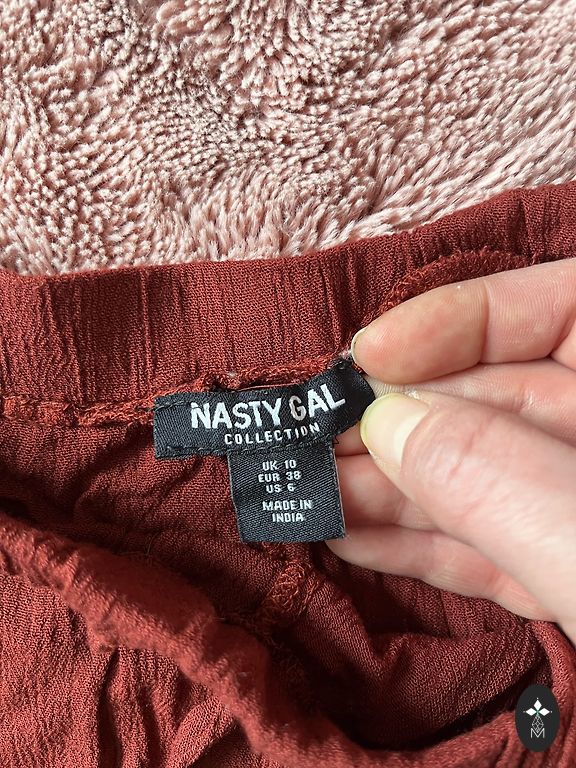 NASTY GAL
COLLECTION
UK 10
EUR 38
US 6
MADE IN
INDIA
M